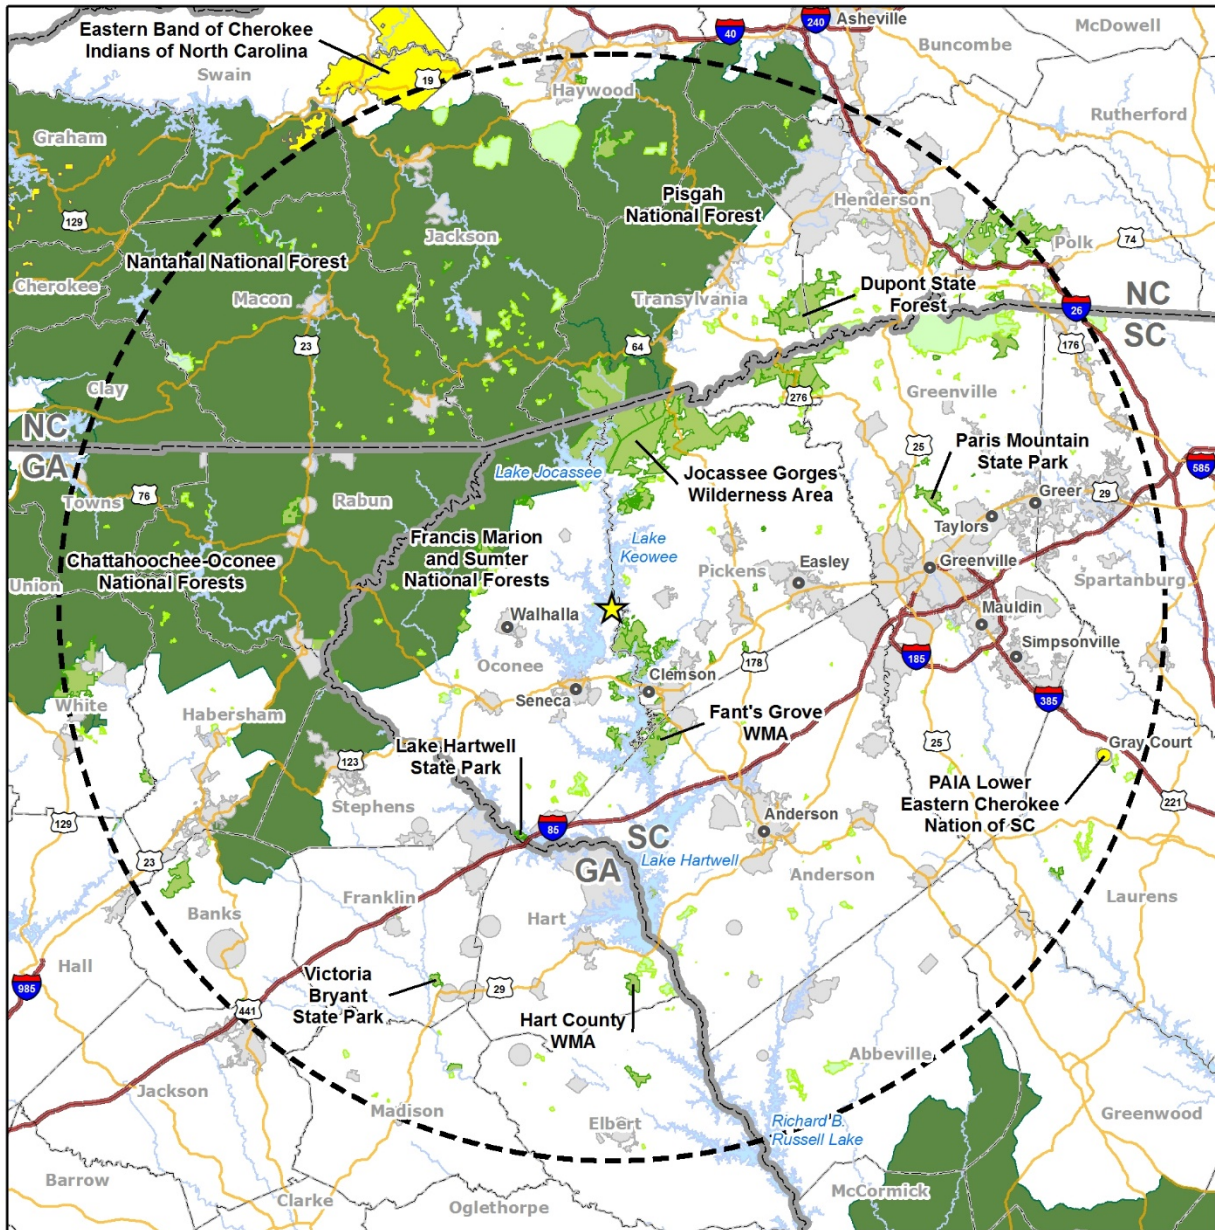 Eastern Band of Cherokee
Indians of North Carolina
240
Asheville
McDowell
40
Buncombe
Swain
19
Haywood
Rutherford
Graham
Pisgah
National Forest
Henderson
129
Jackson
Polk
74
Nantahal National Forest
Cherokee
Macon
Transylvania
Dupont State
Forest
NC
26
SC
23
64
176
Clay
Greenville
276
NC
GA
25
Paris Mountain
State Park
Lake Jocassee
Jocassee Gorges
Wilderness Area
585
Towns
76
Rabun
Greer
29
Taylors
Francis Marion
and Sumter
National Forests
Lake
Keowee
Chattahoochee-Oconee
National Forests
Pickens
Easley
Greenville
Union
Spartanburg
Walhalla
Mauldin
Simpsonville
Oconee
178
185
Clemson
Seneca
385
White
Habersham
Fant's Grove
WMA
Lake Hartwell
State Park
25
Gray Court
123
PAIA Lower
Eastern Cherokee
Nation of SC
Stephens
221
129
85
SC
Anderson
GA
Lake Hartwell
23
Anderson
Franklin
Laurens
Banks
Hart
Hall
985
Victoria
Bryant
State Park
29
441
Hart County
WMA
Abbeville
Jackson
Madison
Greenwood
Elbert
Richard B.
Russell Lake
Barrow
McCormick
Clarke
Oglethorpe